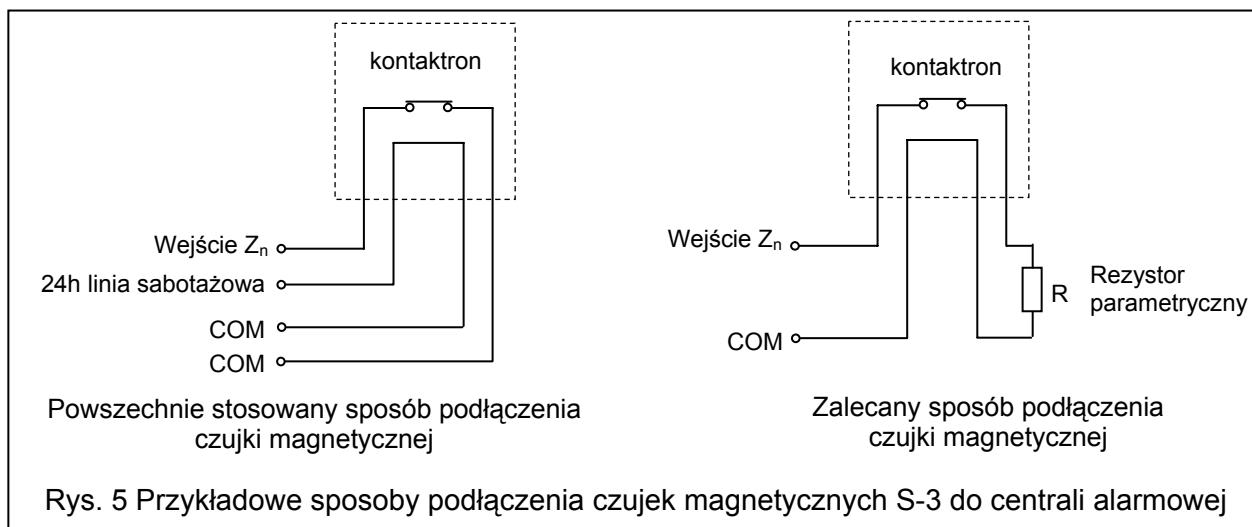 kontaktron
Wejście Zn
24h linia sabotażowa
COM
COM
Powszechnie stosowany sposób podłączenia
czujki magnetycznej
kontaktron
Wejście Zn
COM
R
Rezystor
parametryczny
Zalecany sposób podłączenia
czujki magnetycznej
Rys. 5 Przykładowe sposoby podłączenia czujek magnetycznych S-3 do centrali alarmowej